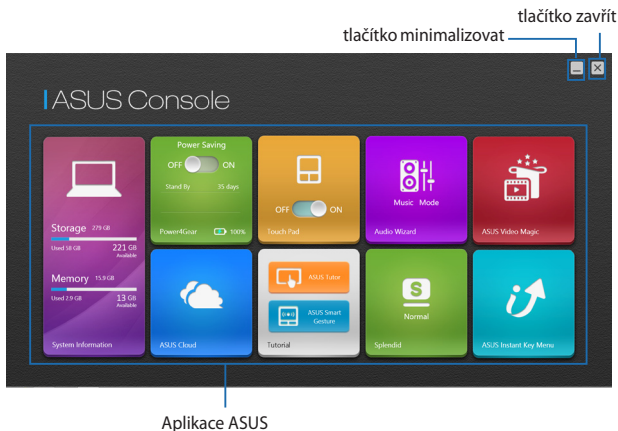 tlačítko zavřít
tlačítko minimalizovat
ASUS Console
Storage 279 GB
Used 58 GB
221 GB
Available
Memory 15.9 GB
Used 2.9 GB
13 GB
Available
System Information
Power Saving
OFF ON
Stand By 35 days
Power4Gear 100%
OFF ON
Touch Pad
Music Mode
Audio Wizard
ASUS Video Magic
ASUS Cloud
ASUS Tutor
ASUS Smart
Gesture
Tutorial
S
Normal
Splendid
ASUS Instant Key Menu
Aplikace ASUS